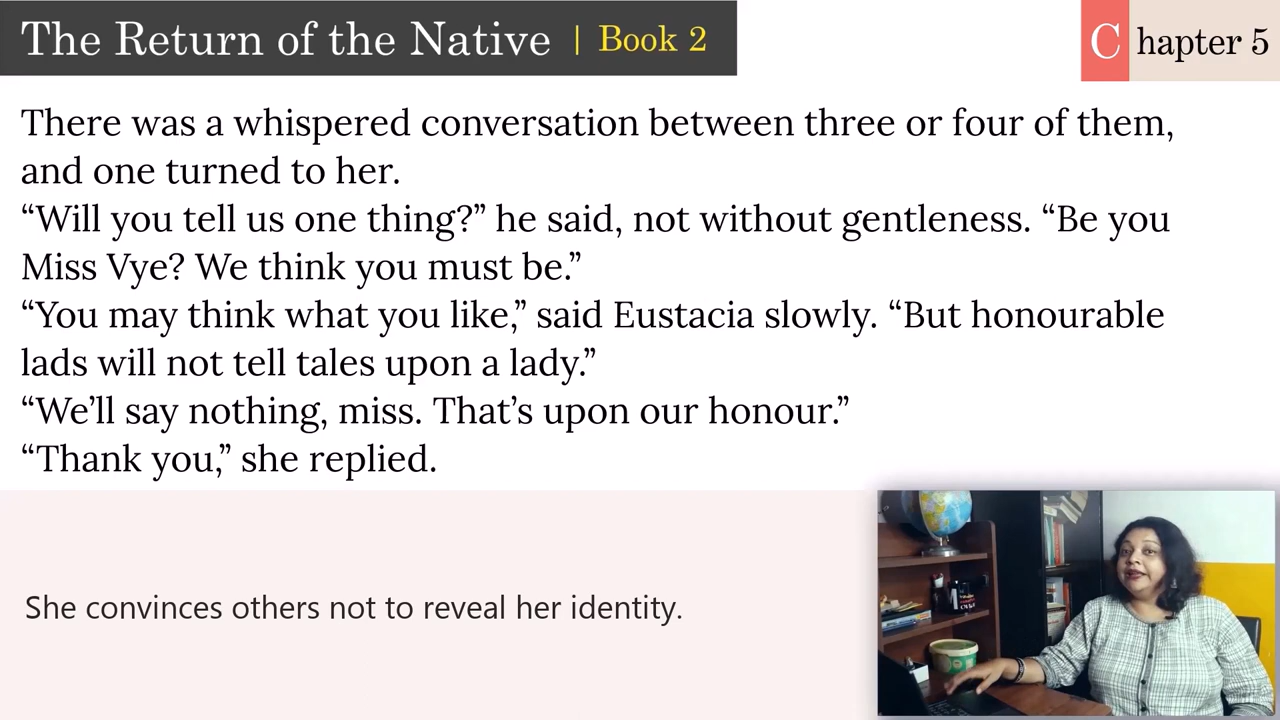 The Return of the Native | Book 2
Chapter 5
There was a whispered conversation between three or four of them,
and one turned to her.
“Will you tell us one thing?” he said, not without gentleness. “Be you
Miss Vye? We think you must be.”
“You may think what you like,” said Eustacia slowly. “But honourable
lads will not tell tales upon a lady.”
“We’ll say nothing, miss. That’s upon our honour.”
“Thank you,” she replied.
She convinces others not to reveal her identity.